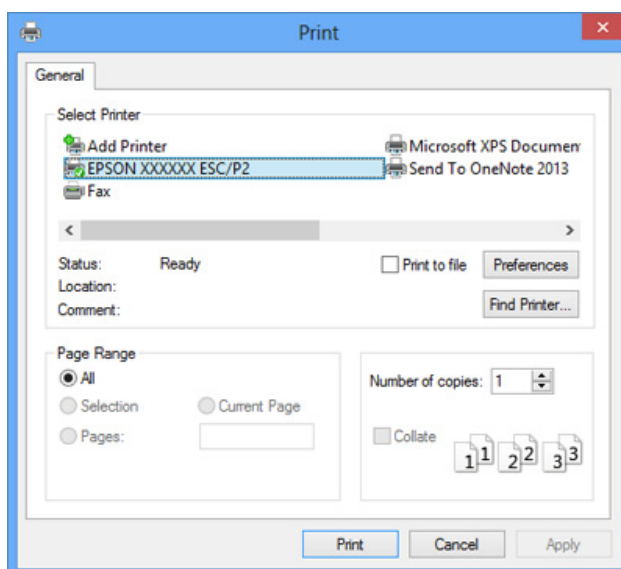 Print
General
Select Printer
Add Printer
Microsoft XPS Documen
EPSON XXXXXX ESC/P2
Send To OneNote 2013
Fax
Status: Ready
Print to file
Preferences
Location:
Comment:
Find Printer...
Page Range
All
Number of copies: 1
Selection
Current Page
Pages:
Collate
1 1 2 2 3 3
Print
Cancel
Apply